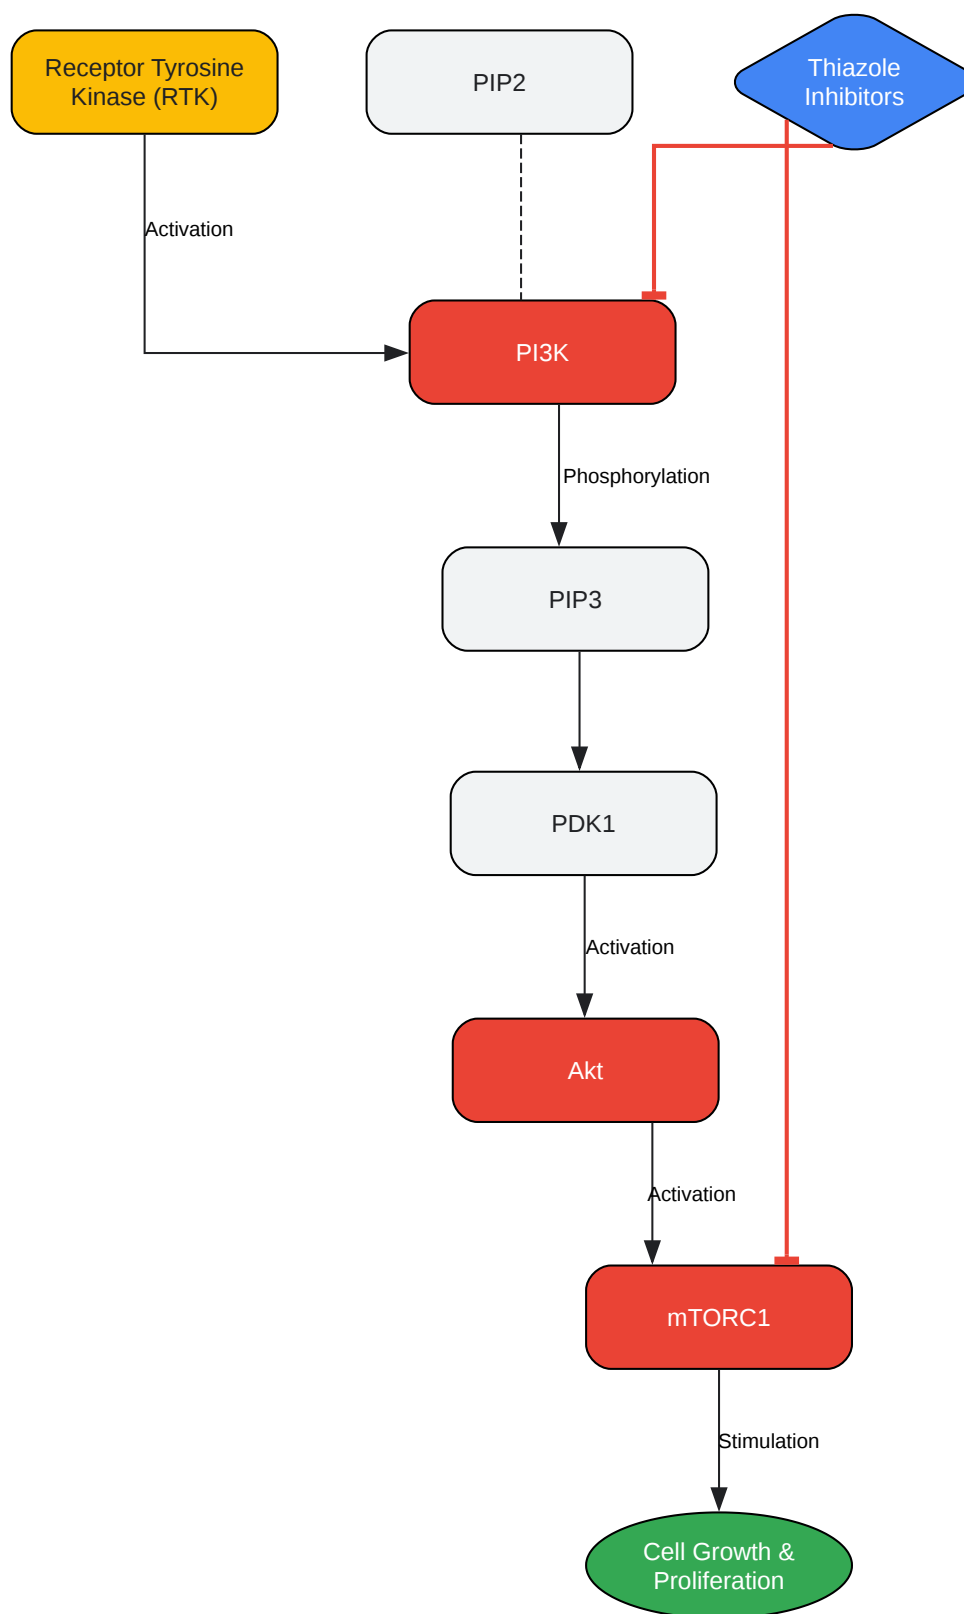 Receptor Tyrosine
Kinase (RTK)
PIP2
Thiazole
Inhibitors
Activation
PI3K
Phosphorylation
PIP3
PDK1
Activation
Akt
Activation
mTORC1
Stimulation
Cell Growth &
Proliferation